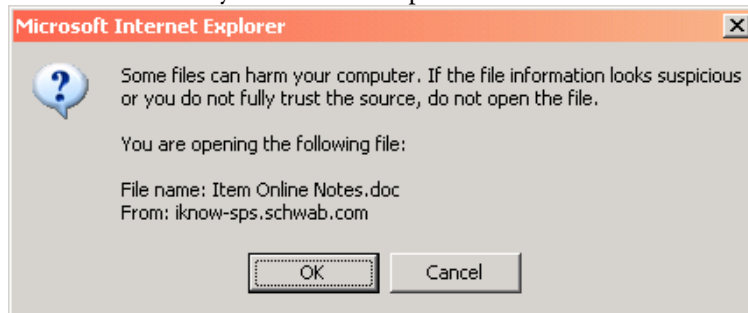 Microsoft Internet Explorer
Some files can harm your computer. If the file information looks suspicious
or you do not fully trust the source, do not open the file.
You are opening the following file:
File name: Item Online Notes.doc
From: iknow-sps.schwab.com
OK Cancel